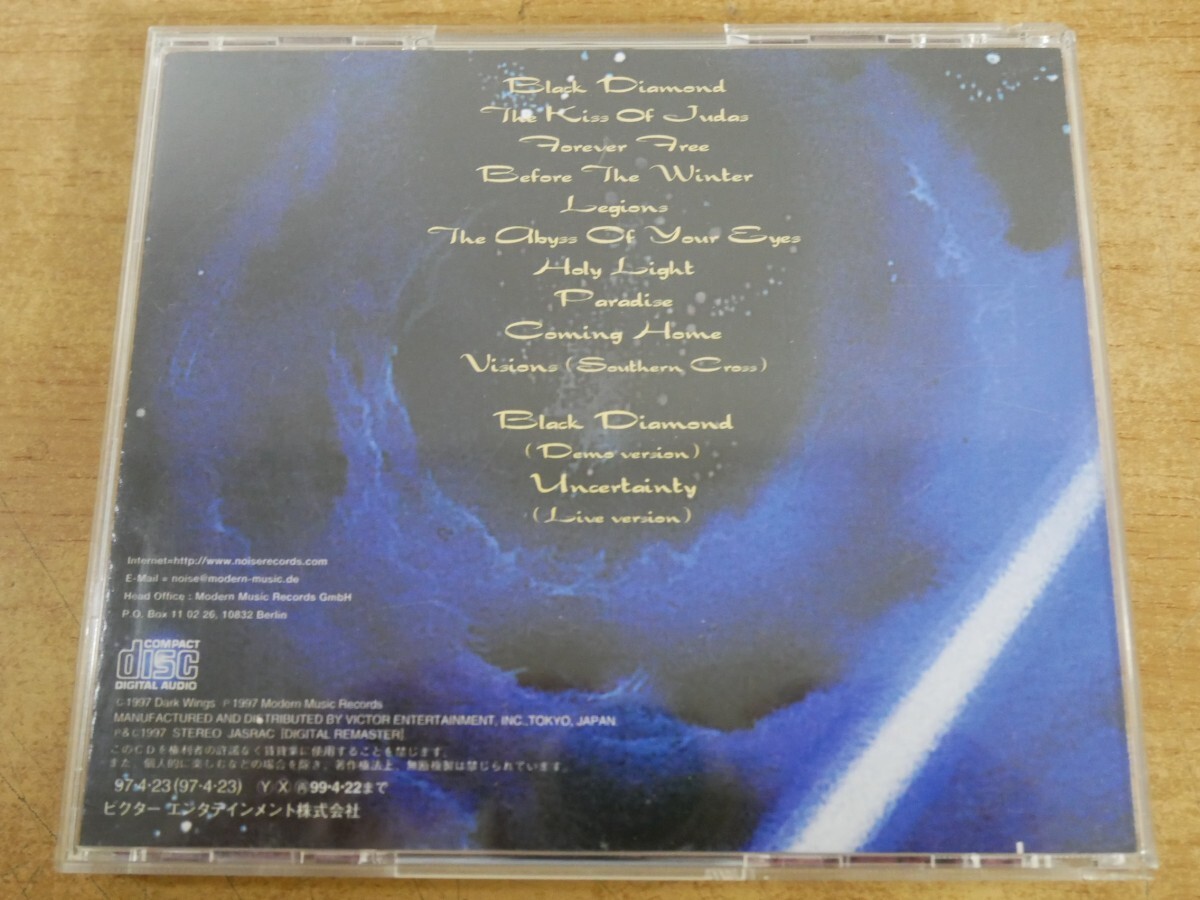 Black Diamond
The Kiss Of Judas
Forever Free
Before The Winter
Legions
The Abyss Of Your Eyes
Holy Light
Paradise
Coming Home
Visions (Southern Cross)
Black Diamond
(Demo version)
Uncertainty
(Live version)
Internet=http://www.noiserecords.com
E-Mail = noise@modern-music.de
Head Office : Modern Music Records GmbH
P.O. Box 11 02 26, 10832 Berlin
COMPACT
disc
DIGITAL AUDIO
©1997 Dark Wings ℗1997 Modern Music Records
MANUFACTURED AND DISTRIBUTED BY VICTOR ENTERTAINMENT, INC.,TOKYO, JAPAN.
℗&©1997 STEREO JASRAC [DIGITAL REMASTER]
このCDを権利者の許諾なく賃貸業に使用することを禁じます。
また、個人的に楽しむなどの場合を除き、著作権法上、無断複製は禁じられています。
97・4・23 (97・4・23) Ⓨ Ⓧ 99・4・22まで
ビクター エンタテインメント株式会社